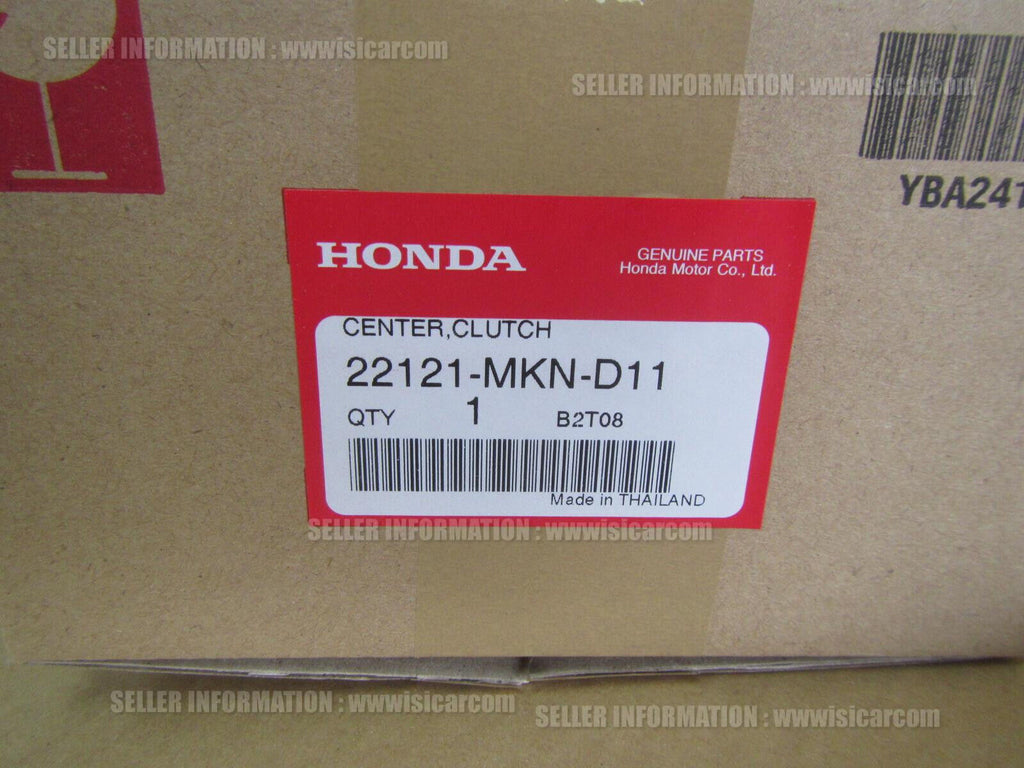 SELLER INFORMATION : wwwisicarcom
SELLER INFORMATION : wwwisicarcom
YBA241
HONDA
GENUINE PARTS
Honda Motor Co., Ltd.
CENTER,CLUTCH
22121-MKN-D11
QTY 1 B2T08
Made in THAILAND
SELLER INFORMATION : wwwisicarcom
SELLER INFORMATION : wwwisicarcom
SELLER INFORMATION : wwwisicarcom